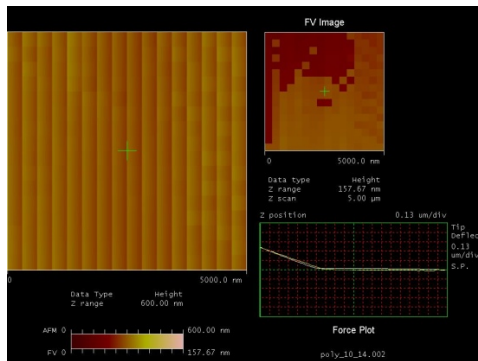 FV Image
0
5000.0 nm
Data type Height
Z range 157.67 nm
Z scan 5.00 µm
0
5000.0 nm
Data Type Height
Z range 600.00 nm
AFM 0 600.00 nm
FV 0 157.67 nm
Z position 0.13 um/div
Tip
Deflec
0.13
um/div
S.P.
Force Plot
poly_10_14.002